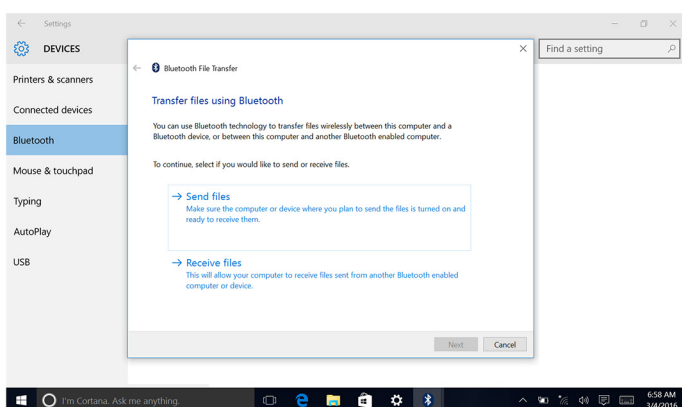 Settings
DEVICES
Find a setting
Printers & scanners
Connected devices
Bluetooth
Mouse & touchpad
Typing
AutoPlay
USB
Bluetooth File Transfer
Transfer files using Bluetooth
You can use Bluetooth technology to transfer files wirelessly between this computer and a
Bluetooth device, or between this computer and another Bluetooth enabled computer.
To continue, select if you would like to send or receive files.
Send files
Make sure the computer or device where you plan to send the files is turned on and
ready to receive them.
Receive files
This will allow your computer to receive files sent from another Bluetooth enabled
computer or device.
Next
Cancel
I'm Cortana. Ask me anything.
6:58 AM
3/4/2016